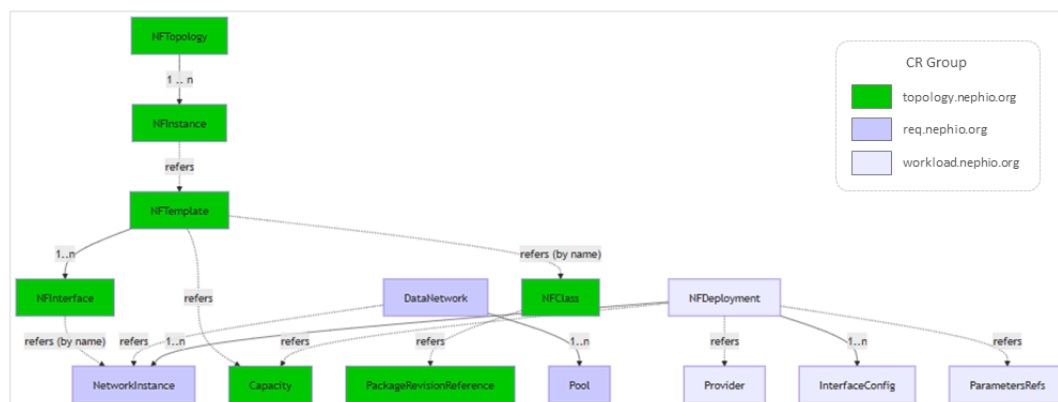 NFTopology
CR Group
1 .. n
topology.nephio.org
NFInstance
req.nephio.org
refers
workload.nephio.org
NFTemplate
1..n
refers (by name)
NFInterface
refers
DataNetwork
NFClass
NFDeployment
refers (by name)
refers
1..n
refers
refers
1..n
refers
1..n
refers
NetworkInstance
Capacity
PackageRevisionReference
Pool
Provider
InterfaceConfig
ParametersRefs